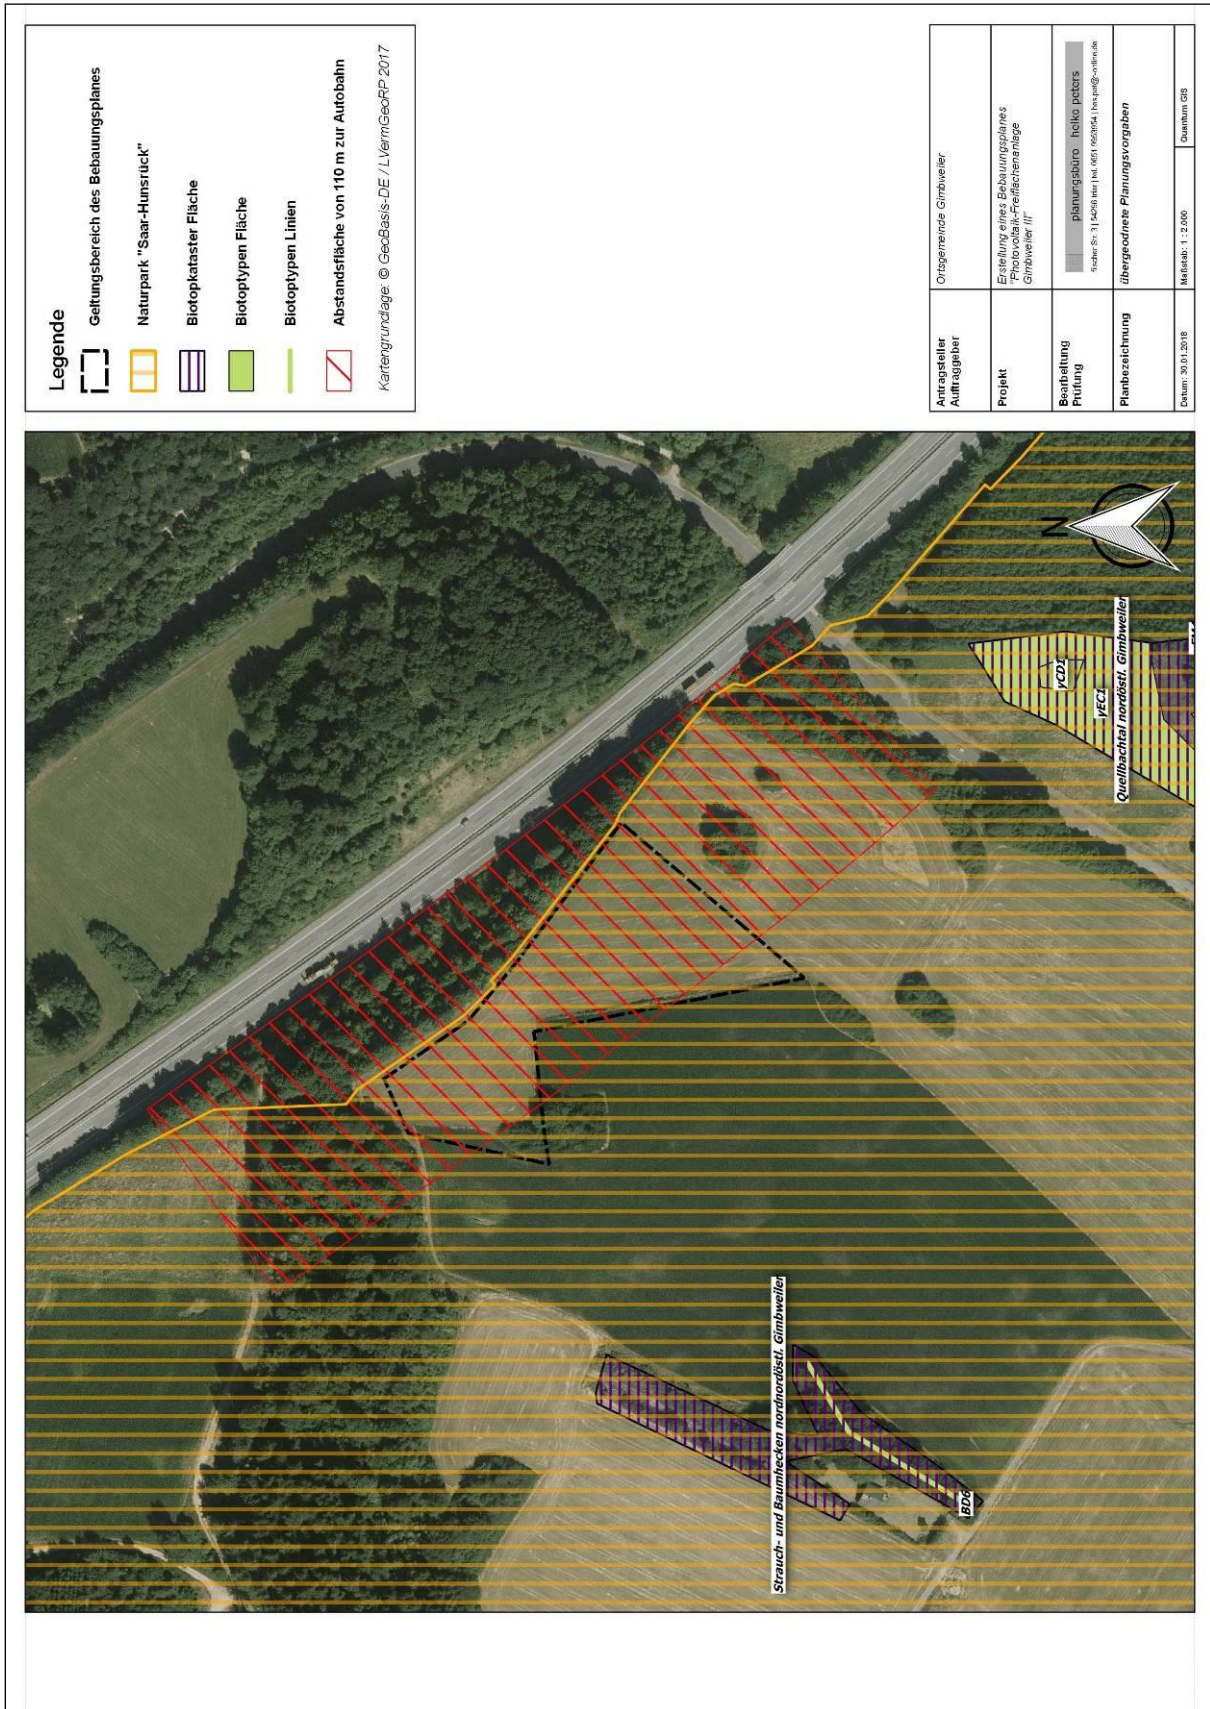 Legende
Geltungsbereich des Bebauungsplanes
Naturpark "Saar-Hunsrück"
Biotopkataster Fläche
Biotoptypen Fläche
Biotoptypen Linien
Abstandsfläche von 110 m zur Autobahn
Kartengrundlage: © GeoBasis-DE / LVermGeoRP 2017
N
yCD1
yEC1
Quellbachtal nordöstl. Gimbweiler
Strauch- und Baumhecken nordnordöstl. Gimbweiler
BD6
Antragsteller
Auftraggeber
Ortsgemeinde Gimbweiler
Projekt
Erstellung eines Bebauungsplanes
"Photovoltaik-Freiflächenanlage
Gimbweiler III"
Bearbeitung
Prüfung
planungsbüro helko peters
Planbezeichnung
übergeodnete Planungsvorgaben
Datum: 30.01.2018
Maßstab: 1 : 2.000
Quantum GIS